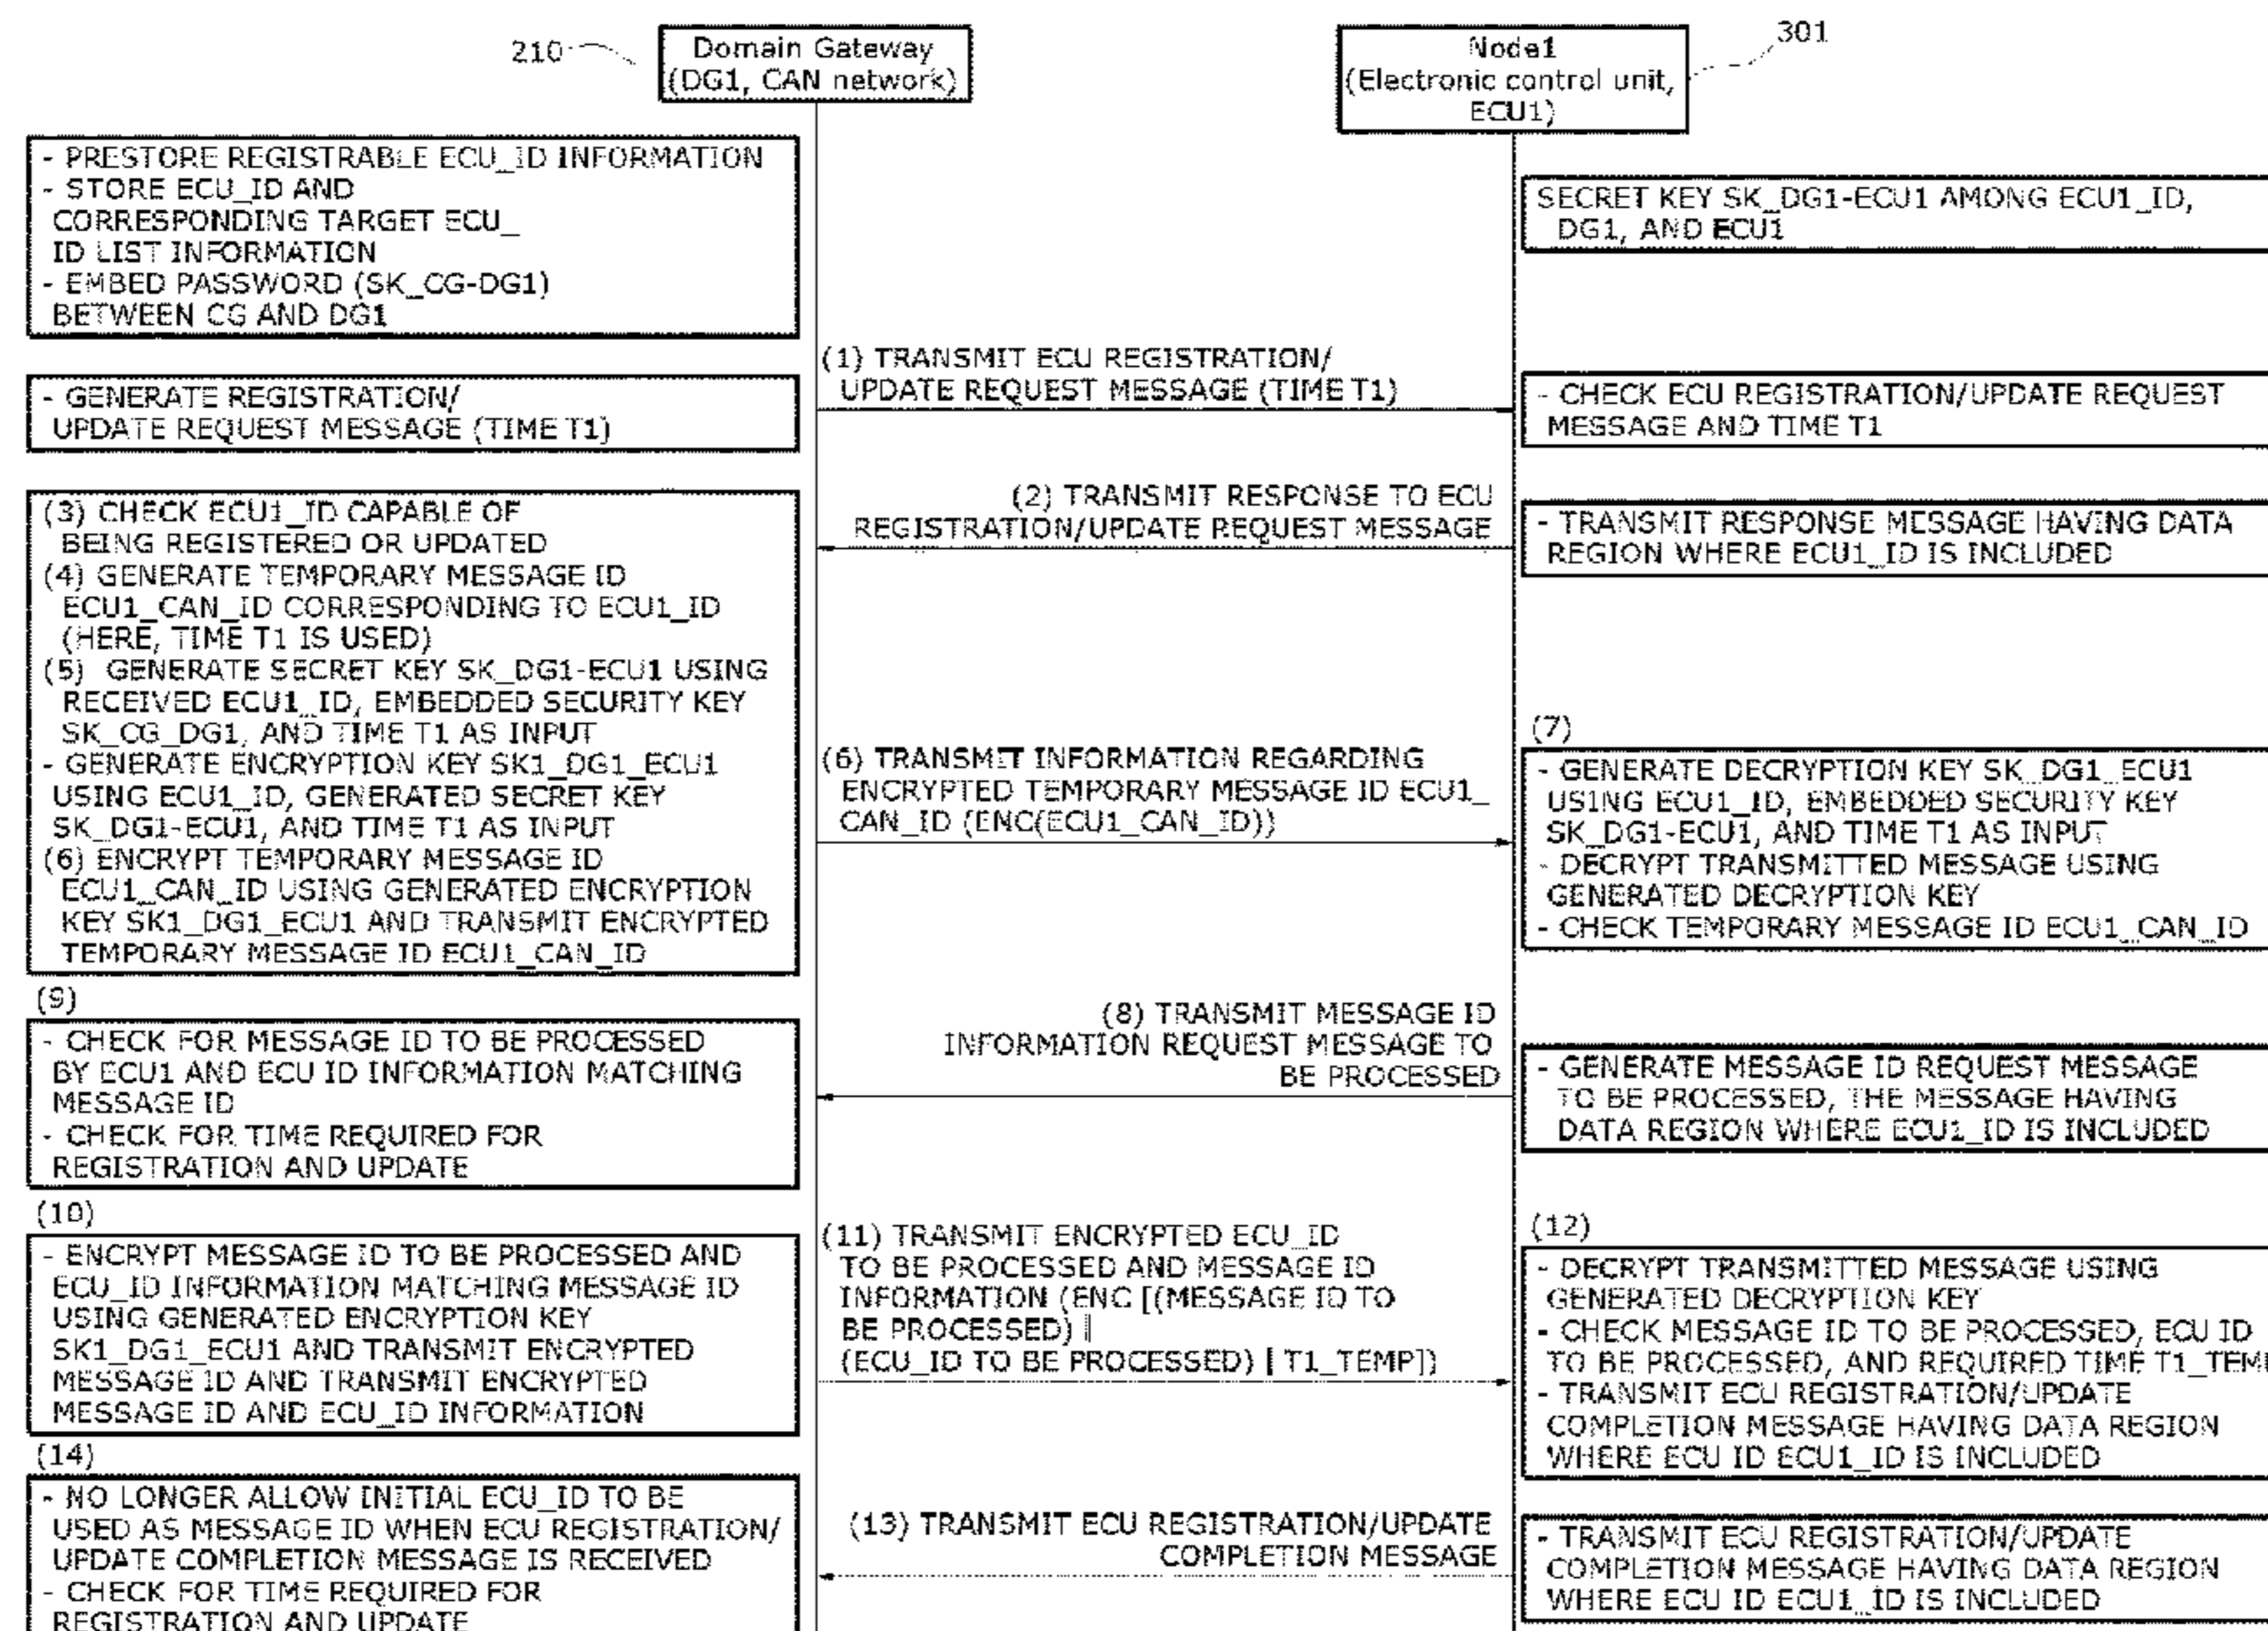 210
Domain Gateway
(DG1, CAN network)
Node1
(Electronic control unit,
ECU1)
301
- PRESTORE REGISTRABLE ECU_ID INFORMATION
- STORE ECU_ID AND
CORRESPONDING TARGET ECU_
ID LIST INFORMATION
- EMBED PASSWORD (SK_CG-DG1)
BETWEEN CG AND DG1
SECRET KEY SK_DG1-ECU1 AMONG ECU1_ID,
DG1, AND ECU1
- GENERATE REGISTRATION/
UPDATE REQUEST MESSAGE (TIME T1)
(1) TRANSMIT ECU REGISTRATION/
UPDATE REQUEST MESSAGE (TIME T1)
- CHECK ECU REGISTRATION/UPDATE REQUEST
MESSAGE AND TIME T1
(2) TRANSMIT RESPONSE TO ECU
REGISTRATION/UPDATE REQUEST MESSAGE
- TRANSMIT RESPONSE MESSAGE HAVING DATA
REGION WHERE ECU1_ID IS INCLUDED
(3) CHECK ECU1_ID CAPABLE OF
BEING REGISTERED OR UPDATED
(4) GENERATE TEMPORARY MESSAGE ID
ECU1_CAN_ID CORRESPONDING TO ECU1_ID
(HERE, TIME T1 IS USED)
(5) GENERATE SECRET KEY SK_DG1-ECU1 USING
RECEIVED ECU1_ID, EMBEDDED SECURITY KEY
SK_CG_DG1, AND TIME T1 AS INPUT
- GENERATE ENCRYPTION KEY SK1_DG1_ECU1
USING ECU1_ID, GENERATED SECRET KEY
SK_DG1-ECU1, AND TIME T1 AS INPUT
(6) ENCRYPT TEMPORARY MESSAGE ID
ECU1_CAN_ID USING GENERATED ENCRYPTION
KEY SK1_DG1_ECU1 AND TRANSMIT ENCRYPTED
TEMPORARY MESSAGE ID ECU1_CAN_ID
(6) TRANSMIT INFORMATION REGARDING
ENCRYPTED TEMPORARY MESSAGE ID ECU1_
CAN_ID (ENC(ECU1_CAN_ID))
(7)
- GENERATE DECRYPTION KEY SK_DG1_ECU1
USING ECU1_ID, EMBEDDED SECURITY KEY
SK_DG1-ECU1, AND TIME T1 AS INPUT
- DECRYPT TRANSMITTED MESSAGE USING
GENERATED DECRYPTION KEY
- CHECK TEMPORARY MESSAGE ID ECU1_CAN_ID
(8) TRANSMIT MESSAGE ID
INFORMATION REQUEST MESSAGE TO
BE PROCESSED
- GENERATE MESSAGE ID REQUEST MESSAGE
TO BE PROCESSED, THE MESSAGE HAVING
DATA REGION WHERE ECU1_ID IS INCLUDED
(9)
- CHECK FOR MESSAGE ID TO BE PROCESSED
BY ECU1 AND ECU ID INFORMATION MATCHING
MESSAGE ID
- CHECK FOR TIME REQUIRED FOR
REGISTRATION AND UPDATE
(10)
- ENCRYPT MESSAGE ID TO BE PROCESSED AND
ECU_ID INFORMATION MATCHING MESSAGE ID
USING GENERATED ENCRYPTION KEY
SK1_DG1_ECU1 AND TRANSMIT ENCRYPTED
MESSAGE ID AND TRANSMIT ENCRYPTED
MESSAGE ID AND ECU_ID INFORMATION
(11) TRANSMIT ENCRYPTED ECU_ID
TO BE PROCESSED AND MESSAGE ID
INFORMATION (ENC [(MESSAGE ID TO
BE PROCESSED) ||
(ECU_ID TO BE PROCESSED) | T1_TEMP])
(12)
- DECRYPT TRANSMITTED MESSAGE USING
GENERATED DECRYPTION KEY
- CHECK MESSAGE ID TO BE PROCESSED, ECU ID
TO BE PROCESSED, AND REQUIRED TIME
- TRANSMIT ECU REGISTRATION/UPDATE
COMPLETION MESSAGE HAVING DATA REGION
WHERE ECU ID ECU1_ID IS INCLUDED
(13) TRANSMIT ECU REGISTRATION/UPDATE
COMPLETION MESSAGE
- TRANSMIT ECU REGISTRATION/UPDATE
COMPLETION MESSAGE HAVING DATA REGION
WHERE ECU ID ECU1_ID IS INCLUDED
(14)
- NO LONGER ALLOW INITIAL ECU_ID TO BE
USED AS MESSAGE ID WHEN ECU REGISTRATION/
UPDATE COMPLETION MESSAGE IS RECEIVED
- CHECK FOR TIME REQUIRED FOR
REGISTRATION AND UPDATE